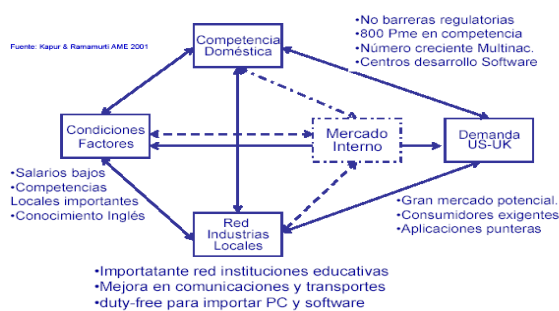 Fuente: Kapur & Ramamurti AME 2001
Competencia
Doméstica
•No barreras regulatorias
•800 Pme en competencia
•Número creciente Multinac.
•Centros desarrollo Software
Condiciones
Factores
Mercado
Interno
Demanda
US-UK
•Salarios bajos
•Competencias
Locales importantes
•Conocimiento Inglés
Red
Industrias
Locales
•Gran mercado potencial.
•Consumidores exigentes
•Aplicaciones punteras
•Importatante red instituciones educativas
•Mejora en comunicaciones y transportes
•duty-free para importar PC y software